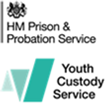 HM Prison &
Probation Service
Youth
Custody
Service